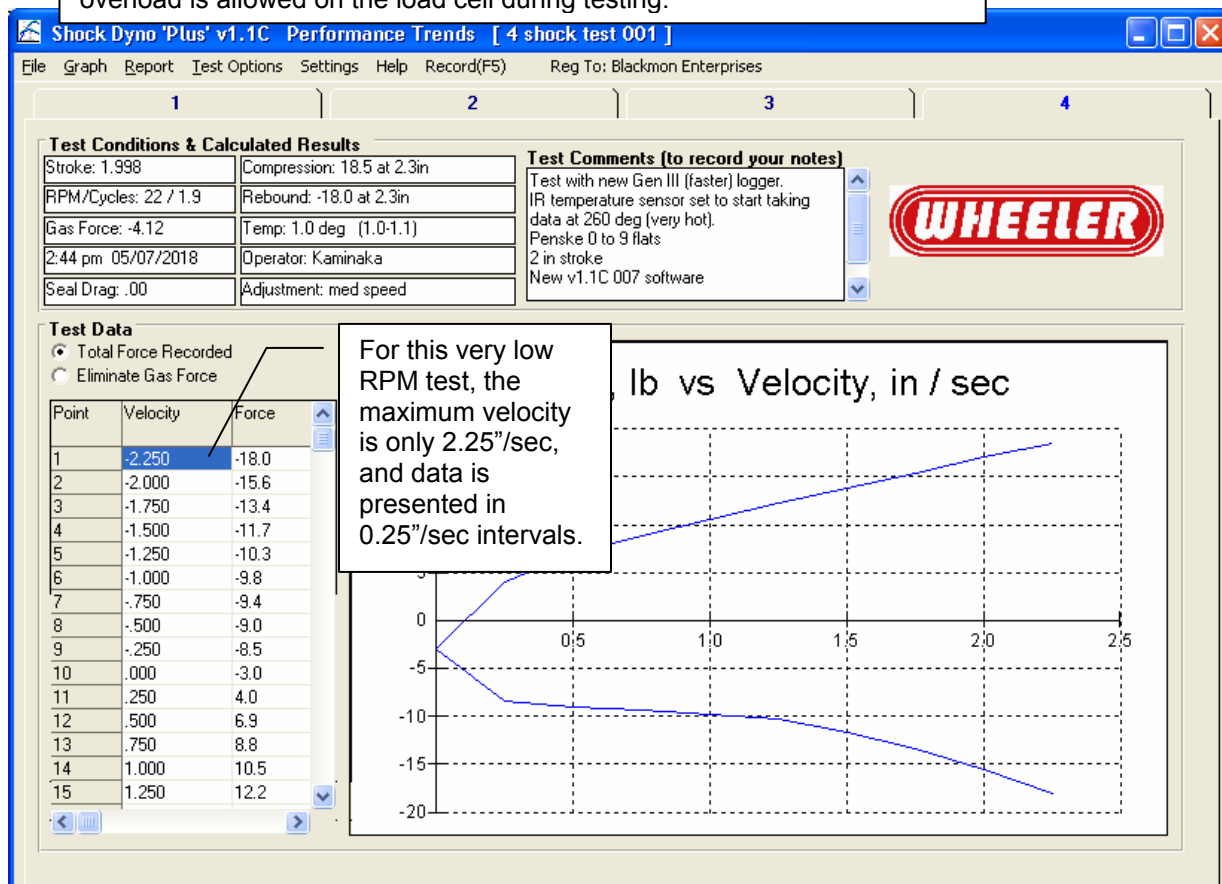 overload is allowed on the load cell during testing.
Shock Dyno 'Plus' v1.1C Performance Trends [ 4 shock test 001 ]
File Graph Report Test Options Settings Help Record(F5) Reg To: Blackmon Enterprises
1 2 3 4
Test Conditions & Calculated Results
Stroke: 1.998 Compression: 18.5 at 2.3in
RPM/Cycles: 22 / 1.9 Rebound: -18.0 at 2.3in
Gas Force: -4.12 Temp: 1.0 deg (1.0-1.1)
2:44 pm 05/07/2018 Operator: Kaminaka
Seal Drag: .00 Adjustment: med speed
Test Comments (to record your notes)
Test with new Gen III (faster) logger.
IR temperature sensor set to start taking
data at 260 deg (very hot).
Penske 0 to 9 flats
2 in stroke
New v1.1C 007 software
WHEELER
Test Data
Total Force Recorded
Eliminate Gas Force
Point Velocity Force
1 -2.250 -18.0
2 -2.000 -15.6
3 -1.750 -13.4
4 -1.500 -11.7
5 -1.250 -10.3
6 -1.000 -9.8
7 -.750 -9.4
8 -.500 -9.0
9 -.250 -8.5
10 .000 -3.0
11 .250 4.0
12 .500 6.9
13 .750 8.8
14 1.000 10.5
15 1.250 12.2
For this very low
RPM test, the
maximum velocity
is only 2.25”/sec,
and data is
presented in
0.25”/sec intervals.
, lb vs Velocity, in / sec
0
0.5 1.0 1.5 2.0 2.5
-5
-10
-15
-20